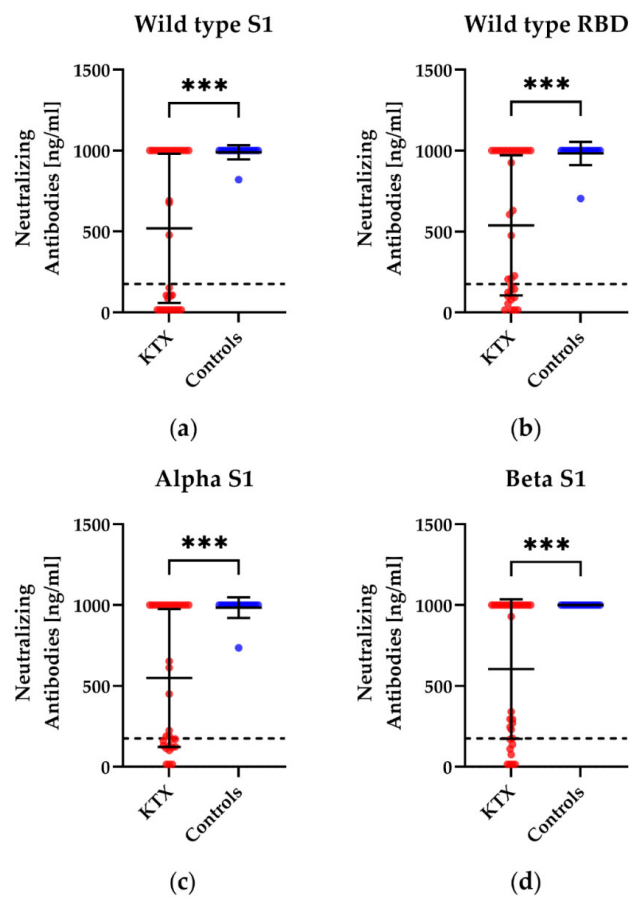 Wild type S1
Wild type RBD
1500
1000
500
0
Neutralizing
Antibodies [ng/ml]
***
KTX
Controls
(a)
1500
1000
500
0
Neutralizing
Antibodies [ng/ml]
***
KTX
Controls
(b)
Alpha S1
Beta S1
1500
1000
500
0
Neutralizing
Antibodies [ng/ml]
***
KTX
Controls
(c)
1500
1000
500
0
Neutralizing
Antibodies [ng/ml]
***
KTX
Controls
(d)